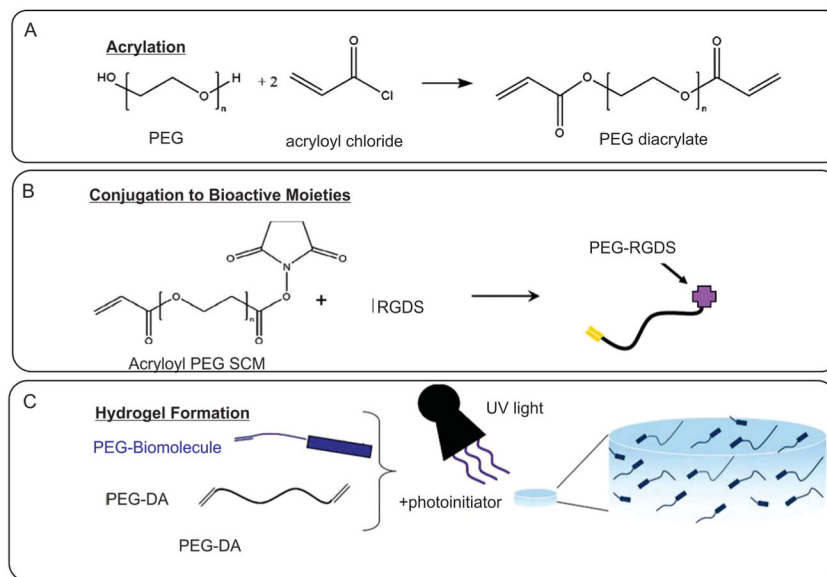 A
Acrylation
HO
O
H
n
+ 2
O
Cl
O
O
O
O
n
PEG
acryloyl chloride
PEG diacrylate
B
Conjugation to Bioactive Moieties
O
N
O
O
O
O
O
n
+
|RGDS
PEG-RGDS
Acryloyl PEG SCM
C
Hydrogel Formation
PEG-Biomolecule
UV light
PEG-DA
+photoinitiator
PEG-DA